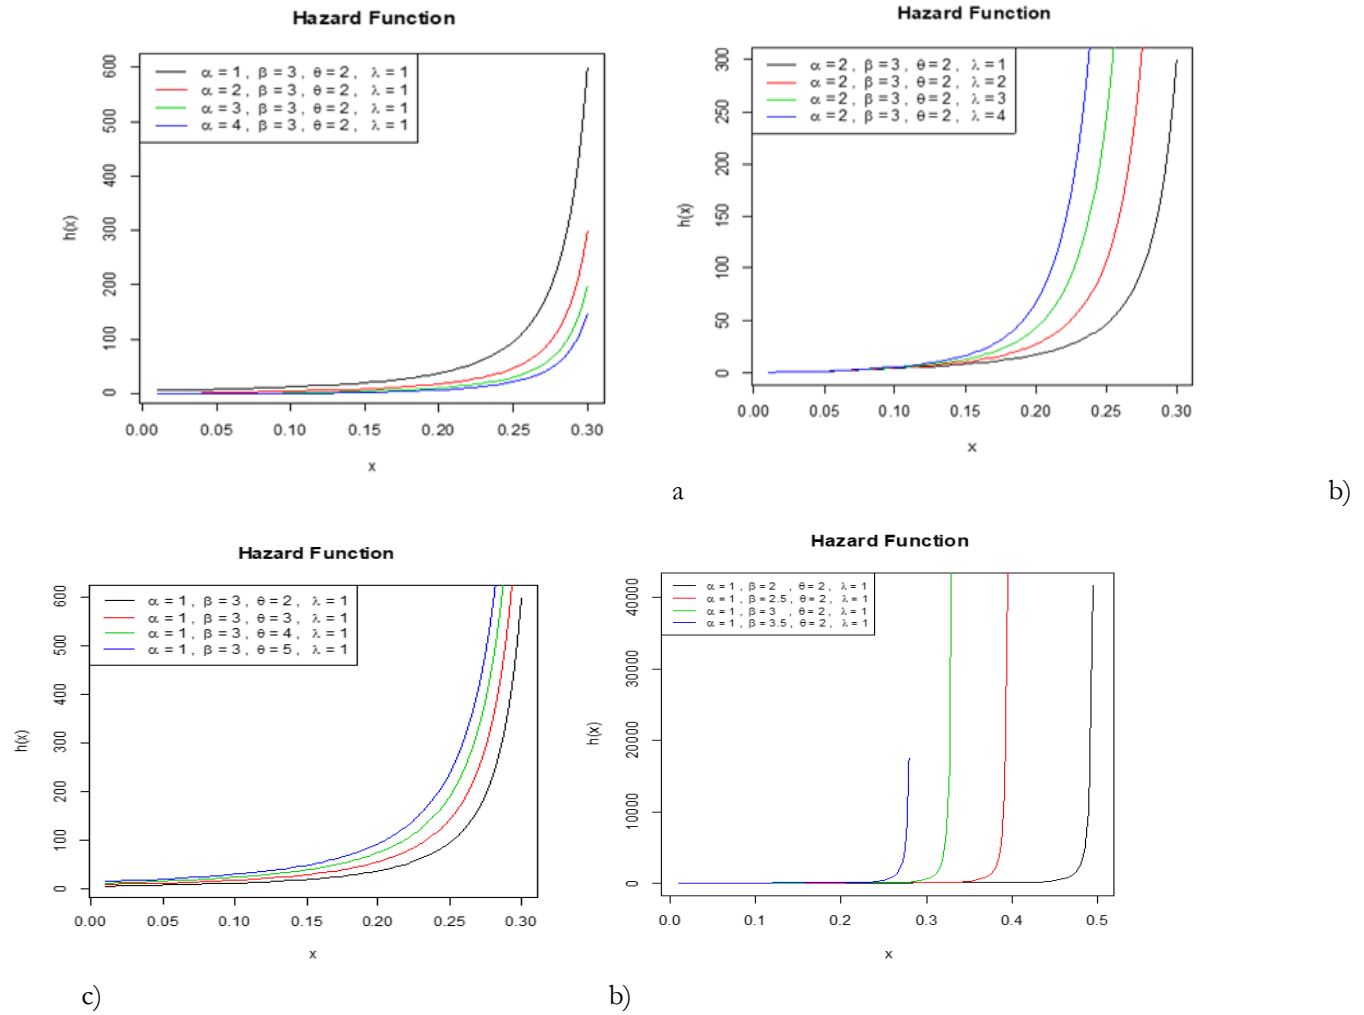 Hazard Function
α = 1 , β = 3 , θ = 2 , λ = 1
α = 2 , β = 3 , θ = 2 , λ = 1
α = 3 , β = 3 , θ = 2 , λ = 1
α = 4 , β = 3 , θ = 2 , λ = 1
h(x)
600
500
400
300
200
100
0
0.00 0.05 0.10 0.15 0.20 0.25 0.30
x
a
Hazard Function
α = 2 , β = 3 , θ = 2 , λ = 1
α = 2 , β = 3 , θ = 2 , λ = 2
α = 2 , β = 3 , θ = 2 , λ = 3
α = 2 , β = 3 , θ = 2 , λ = 4
h(x)
300
250
200
150
100
50
0
0.00 0.05 0.10 0.15 0.20 0.25 0.30
x
b)
Hazard Function
α = 1 , β = 3 , θ = 2 , λ = 1
α = 1 , β = 3 , θ = 3 , λ = 1
α = 1 , β = 3 , θ = 4 , λ = 1
α = 1 , β = 3 , θ = 5 , λ = 1
h(x)
600
500
400
300
200
100
0
0.00 0.05 0.10 0.15 0.20 0.25 0.30
x
c)
Hazard Function
α = 1 , β = 2 , θ = 2 , λ = 1
α = 1 , β = 2.5 , θ = 2 , λ = 1
α = 1 , β = 3 , θ = 2 , λ = 1
α = 1 , β = 3.5 , θ = 2 , λ = 1
h(x)
40000
30000
20000
10000
0
0.0 0.1 0.2 0.3 0.4 0.5
x
b)